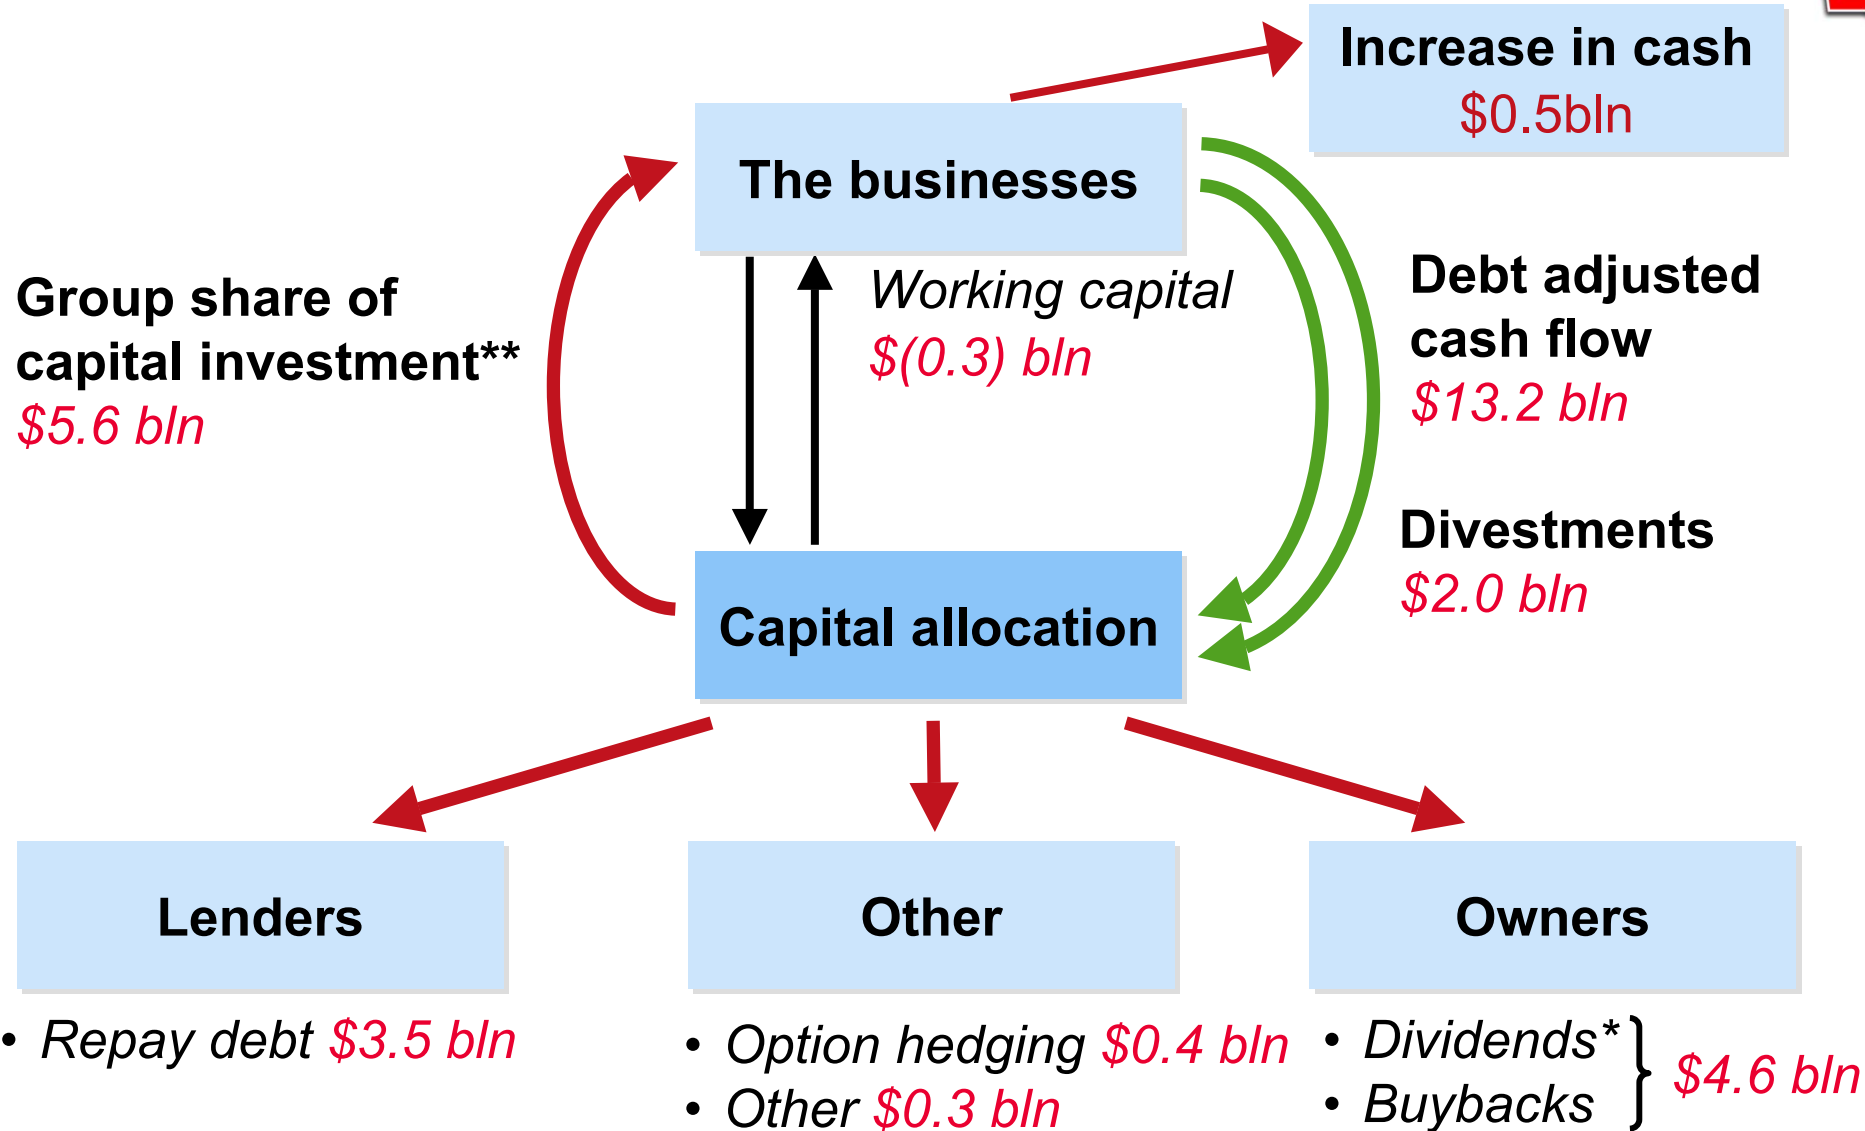 Increase in cash
$0.5bln
The businesses
Group share of
capital investment**
$5.6 bln
Working capital
$(0.3) bln
Debt adjusted
cash flow
$13.2 bln
Divestments
$2.0 bln
Capital allocation
Lenders
• Repay debt $3.5 bln
Other
• Option hedging $0.4 bln
• Other $0.3 bln
Owners
• Dividends*
• Buybacks
$4.6 bln